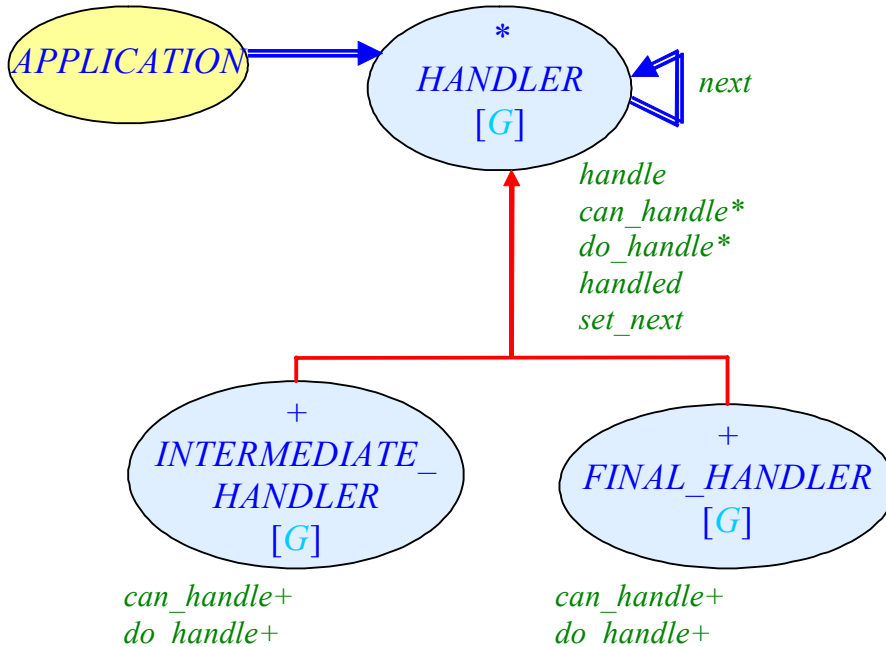 APPLICATION
*
HANDLER
[G]
next
handle
can_handle*
do_handle*
handled
set_next
+
INTERMEDIATE_
HANDLER
[G]
can_handle+
do_handle+
+
FINAL_HANDLER
[G]
can_handle+
do_handle+